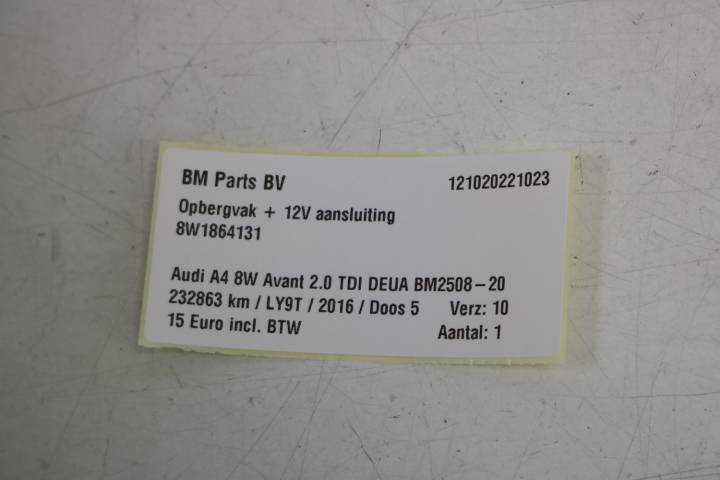 BM Parts BV 121020221023
Opbergvak + 12V aansluiting
8W1864131
Audi A4 8W Avant 2.0 TDI DEUA BM2508-20
232863 km / LY9T / 2016 / Doos 5 Verz: 10
15 Euro incl. BTW Aantal: 1